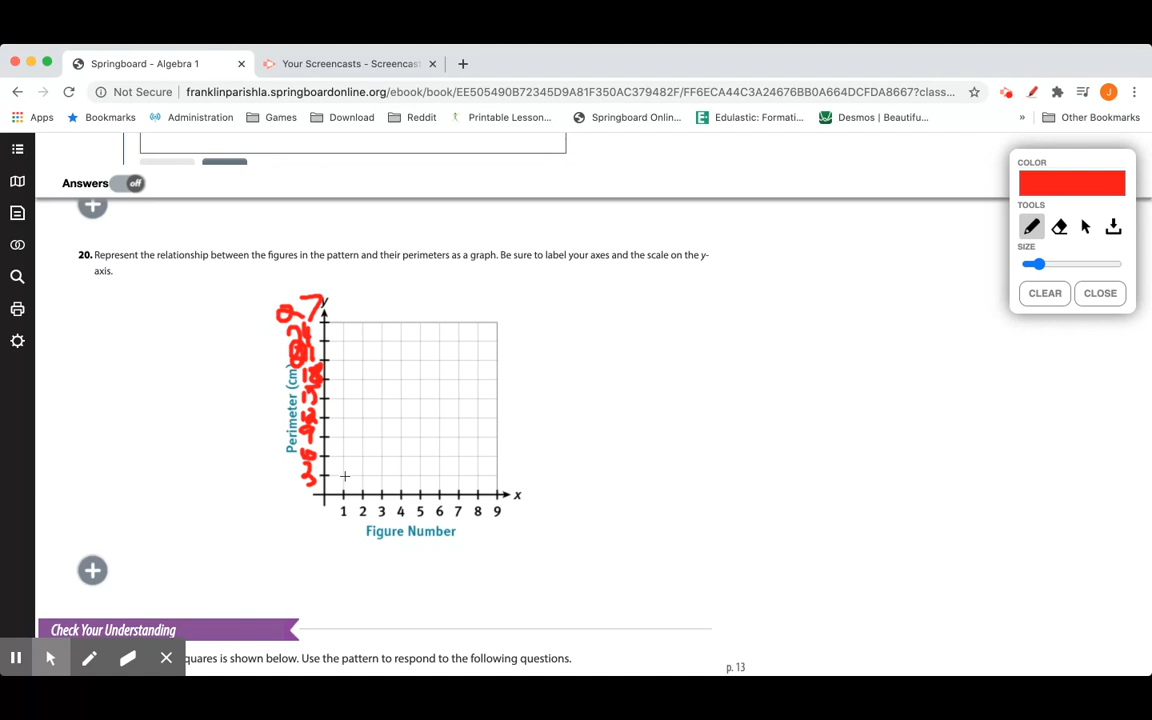 Springboard - Algebra 1
Your Screencasts - Screencast
Not Secure franklinparishla.springboardonline.org/ebook/book/EE505490B72345D9A81F350AC379482F/FF6ECA44C3A24676BB0A664DCFDA8667?class...
Apps Bookmarks Administration Games Download Reddit Printable Lesson... Springboard Onlin... Edulastic: Formati... Desmos | Beautifu... » Other Bookmarks
J
COLOR
TOOLS
SIZE
CLEAR CLOSE
Answers off
20. Represent the relationship between the figures in the pattern and their perimeters as a graph. Be sure to label your axes and the scale on the y-
axis.
y
27
24
Perimeter (cm)
3
x
1 2 3 4 5 6 7 8 9
Figure Number
Check Your Understanding
quares is shown below. Use the pattern to respond to the following questions.
p. 13